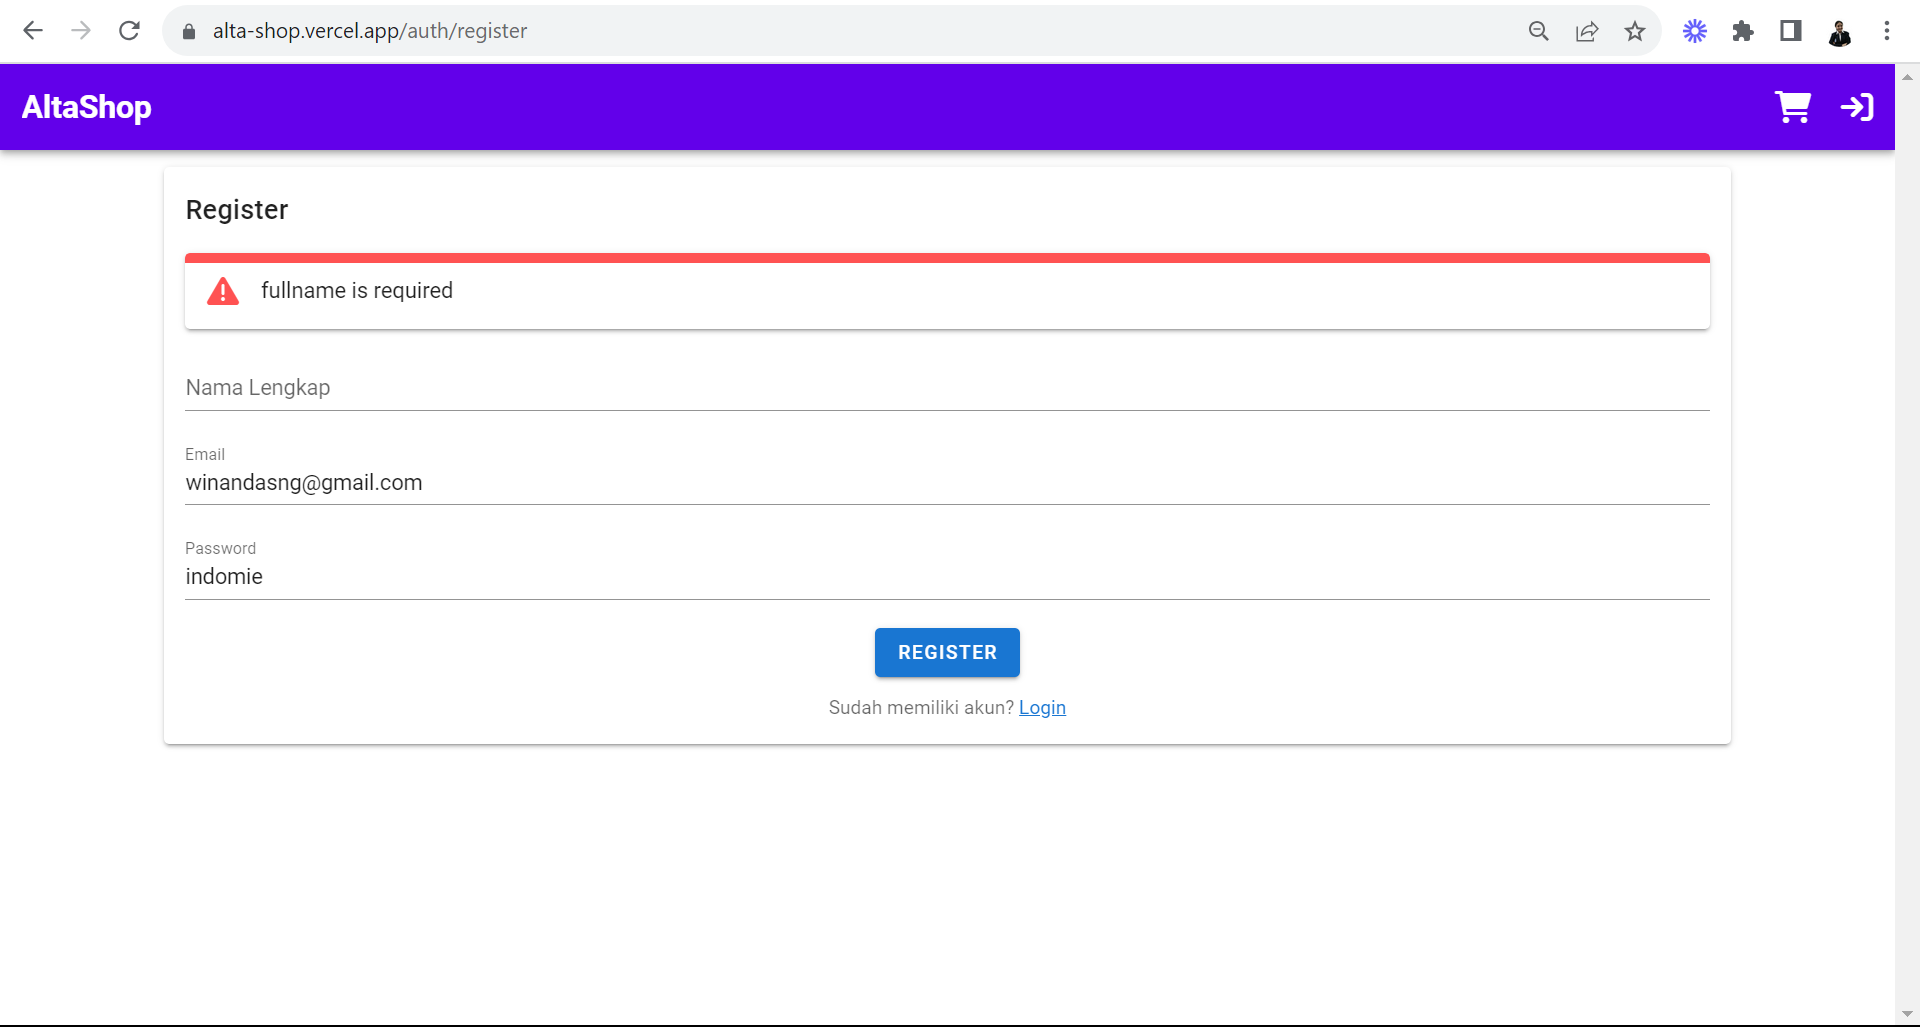 alta-shop.vercel.app/auth/register
AltaShop
Register
fullname is required
Nama Lengkap
Email
winandasng@gmail.com
Password
indomie
REGISTER
Sudah memiliki akun? Login